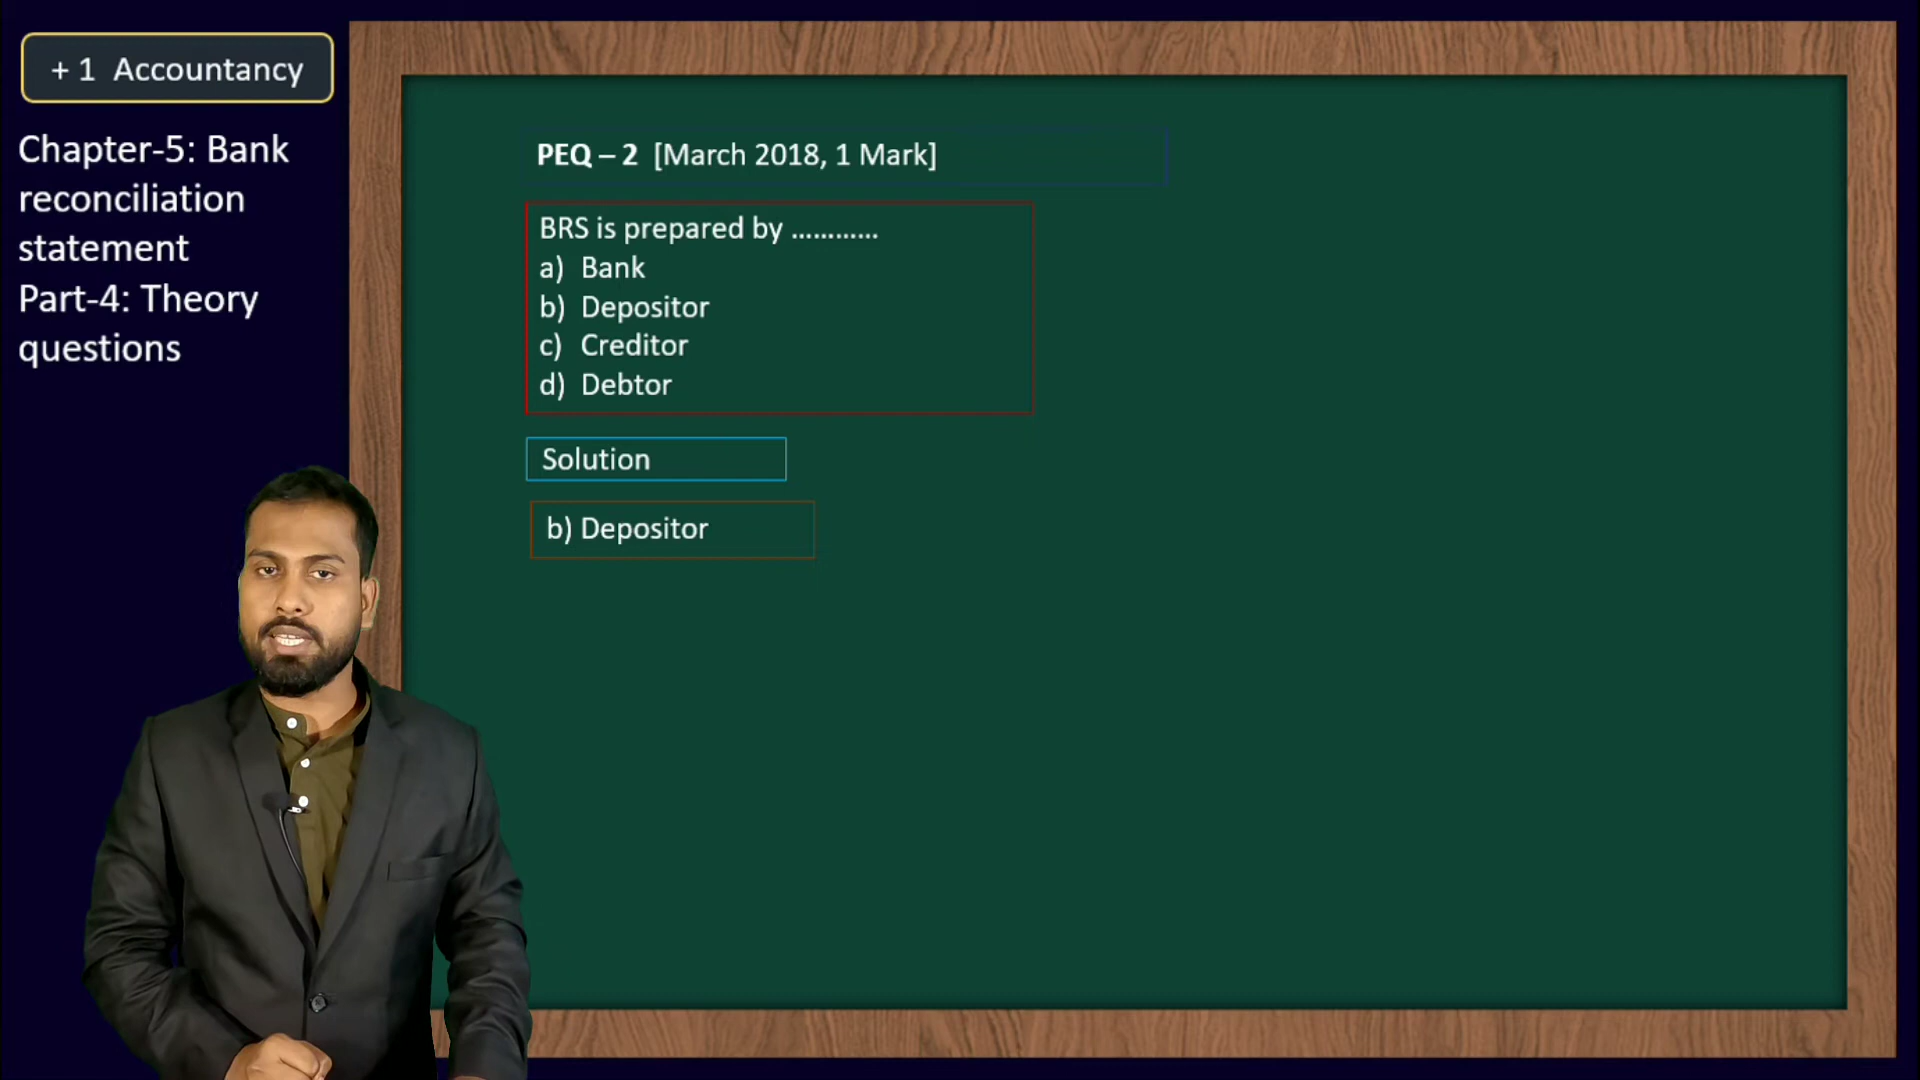 + 1 Accountancy
Chapter-5: Bank
reconciliation
statement
Part-4: Theory
questions
PEQ – 2 [March 2018, 1 Mark]
BRS is prepared by ............
a) Bank
b) Depositor
c) Creditor
d) Debtor
Solution
b) Depositor